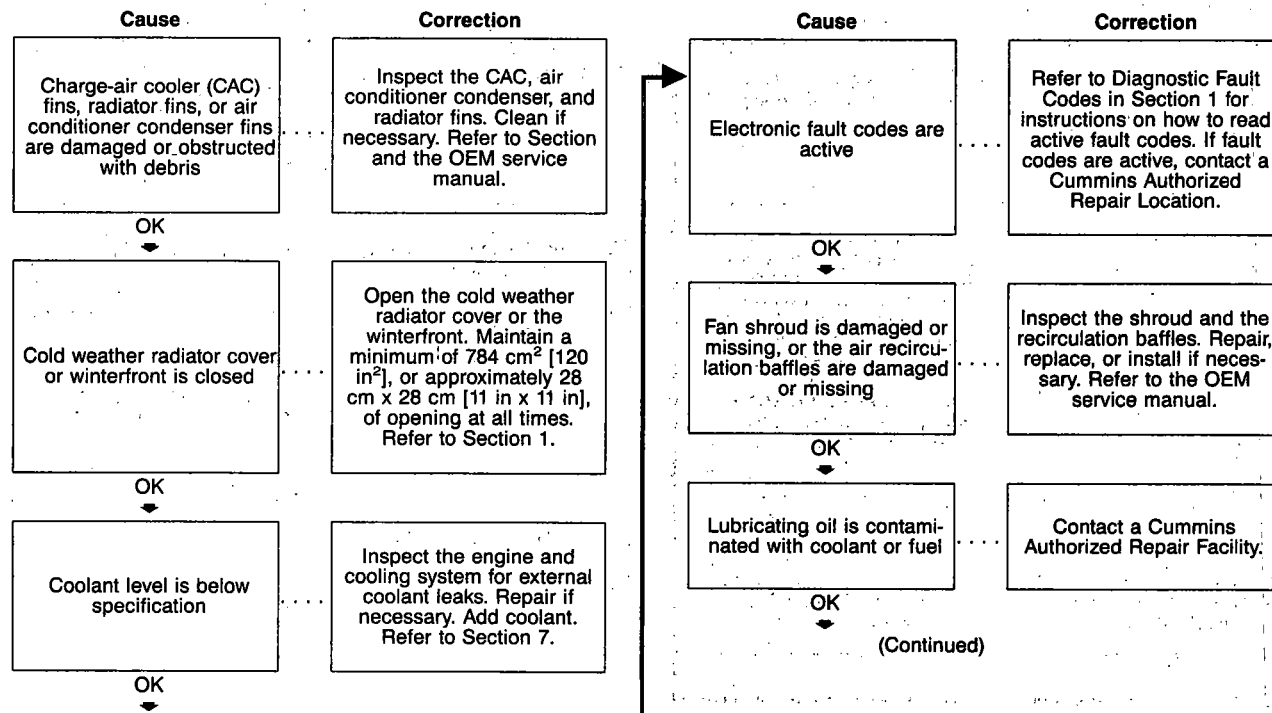 Cause
Correction
Charge-air cooler (CAC)
fins, radiator fins, or air
conditioner condenser fins
are damaged or obstructed
with debris
Inspect the CAC, air
conditioner condenser, and
radiator fins. Clean if
necessary. Refer to Section
and the OEM service
manual.
OK
Cold weather radiator cover
or winterfront is closed
Open the cold weather
radiator cover or the
winterfront. Maintain a
minimum of 784 cm² [120
in²], or approximately 28
cm x 28 cm [11 in x 11 in],
of opening at all times.
Refer to Section 1.
OK
Coolant level is below
specification
Inspect the engine and
cooling system for external
coolant leaks. Repair if
necessary. Add coolant.
Refer to Section 7.
OK
Cause
Correction
Electronic fault codes are
active
Refer to Diagnostic Fault
Codes in Section 1 for
instructions on how to read
active fault codes. If fault
codes are active, contact a
Cummins Authorized
Repair Location.
OK
Fan shroud is damaged or
missing, or the air recircu-
lation baffles are damaged
or missing
Inspect the shroud and the
recirculation baffles. Repair,
replace, or install if neces-
sary. Refer to the OEM
service manual.
OK
Lubricating oil is contami-
nated with coolant or fuel
Contact a Cummins
Authorized Repair Facility.
OK
(Continued)